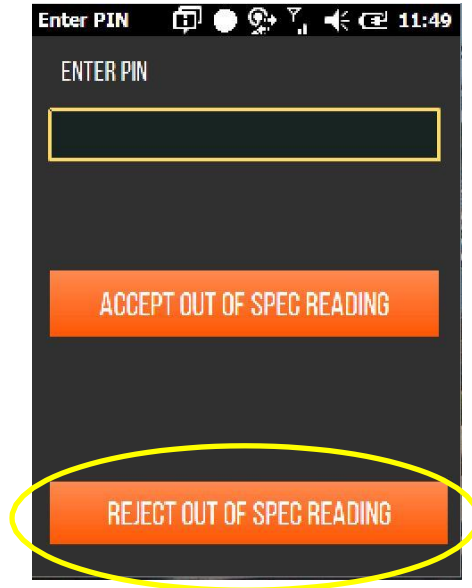 Enter PIN 11:49
ENTER PIN
ACCEPT OUT OF SPEC READING
REJECT OUT OF SPEC READING